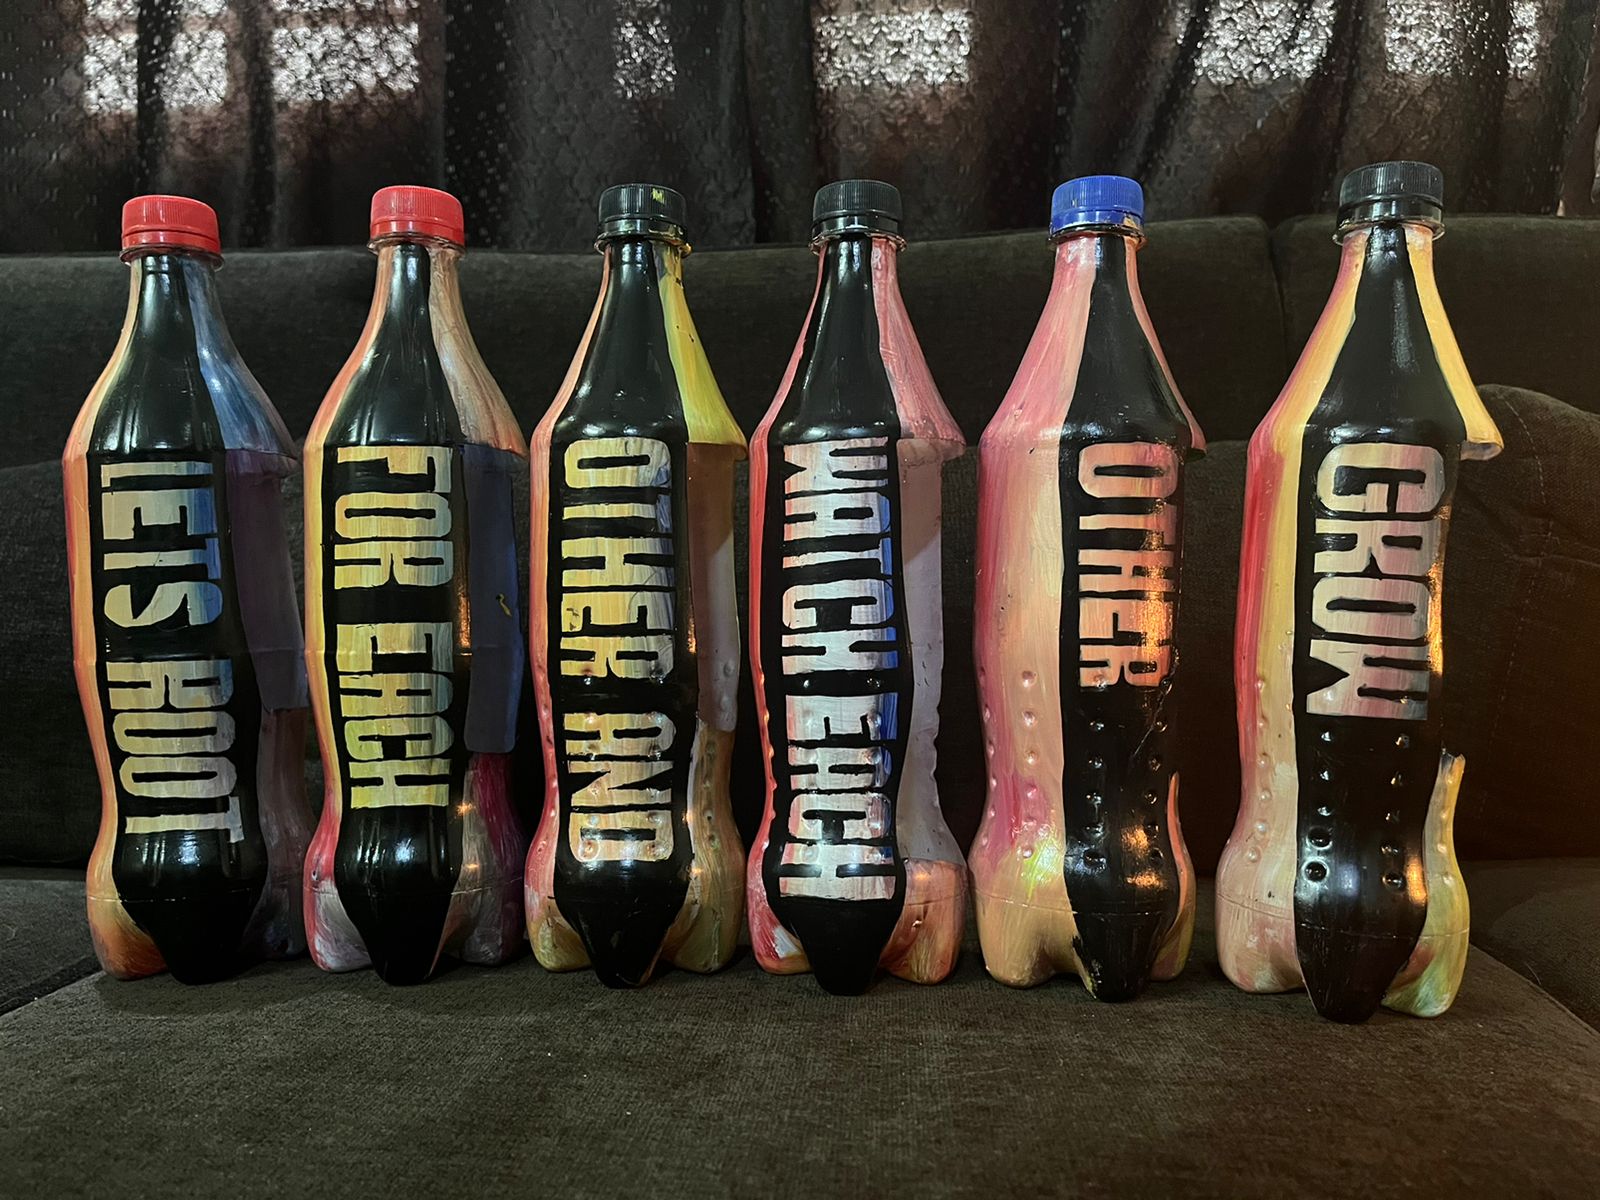 LETS ROOT
FOR EACH
OTHER AND
WATCH EACH
OTHER
GROW